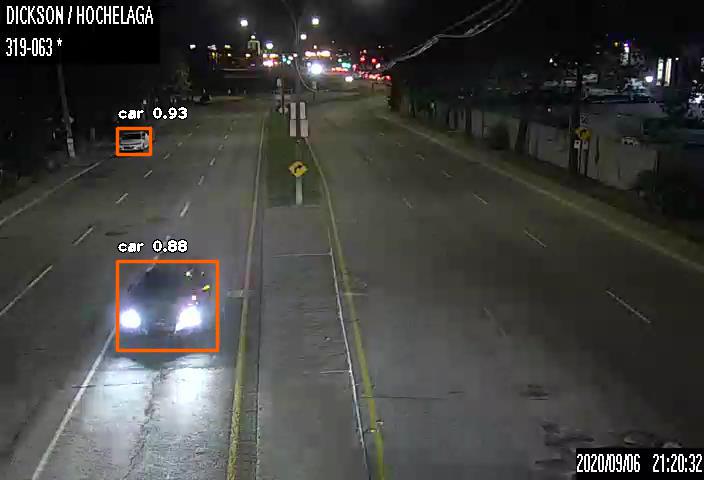 DICKSON / HOCHELAGA
319-063 *
car 0.93
car 0.88
2020/09/06 21:20:32